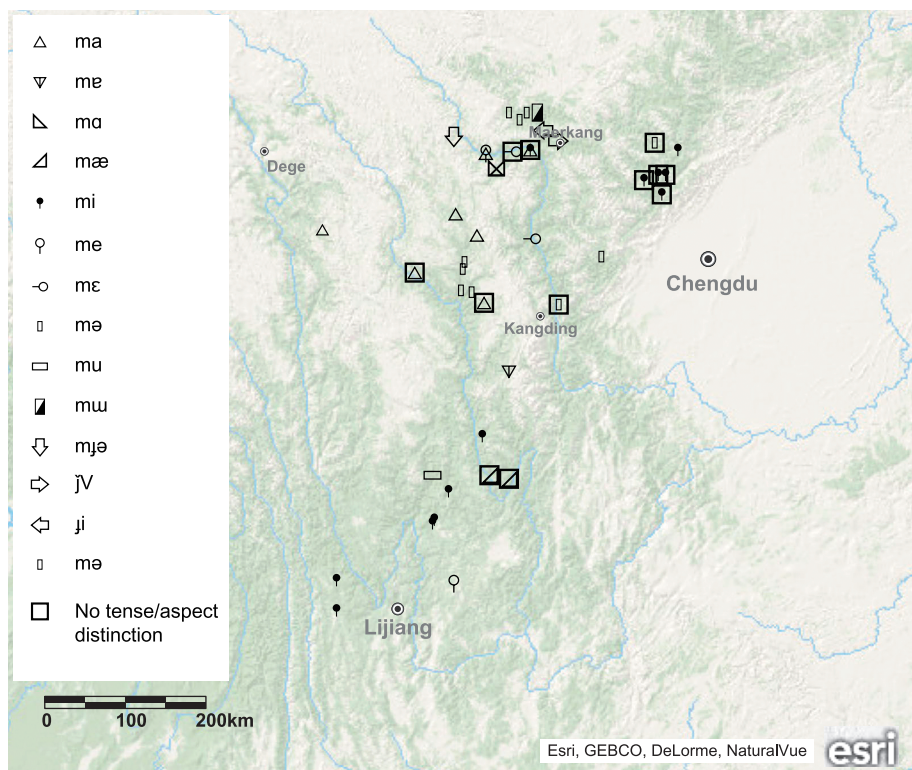 ma
mɐ
mɑ
mæ
mi
me
mɛ
mə
mu
mɯ
mɟə
ǰV
ɟi
mə
No tense/aspect
distinction
Dege
Maerkang
Chengdu
Kangding
Lijiang
0 100 200km
Esri, GEBCO, DeLorme, NaturalVue
esri